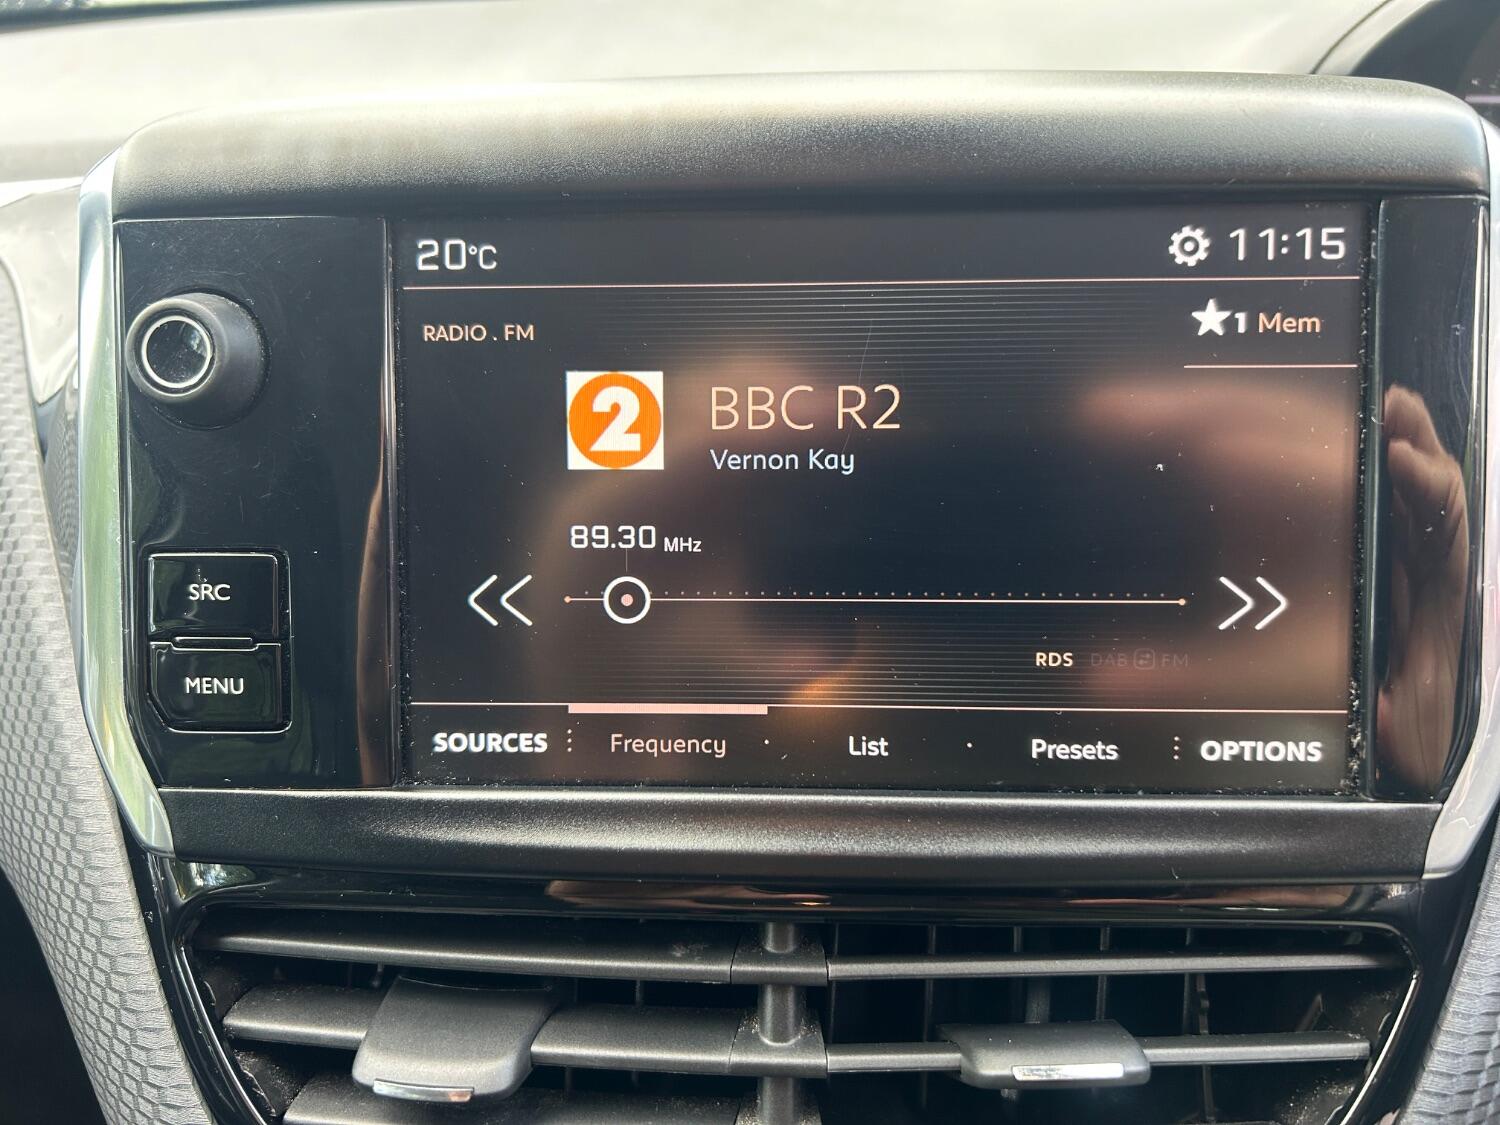 20°C
11:15
RADIO . FM
1 Mem
2
BBC R2
Vernon Kay
89.30 MHz
SRC
RDS DAB FM
MENU
SOURCES Frequency List Presets OPTIONS